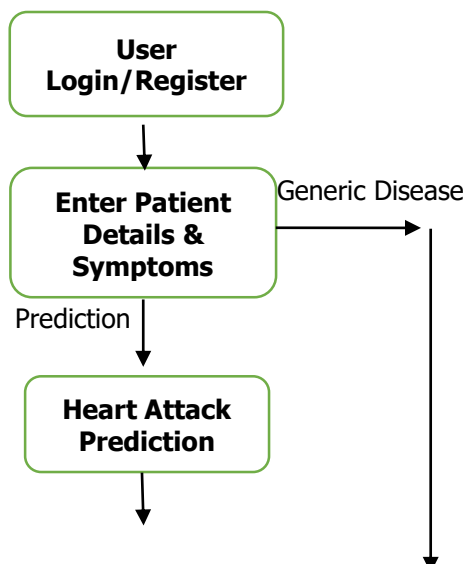 User
Login/Register
Generic Disease
Enter Patient
Details &
Symptoms
Prediction
Heart Attack
Prediction